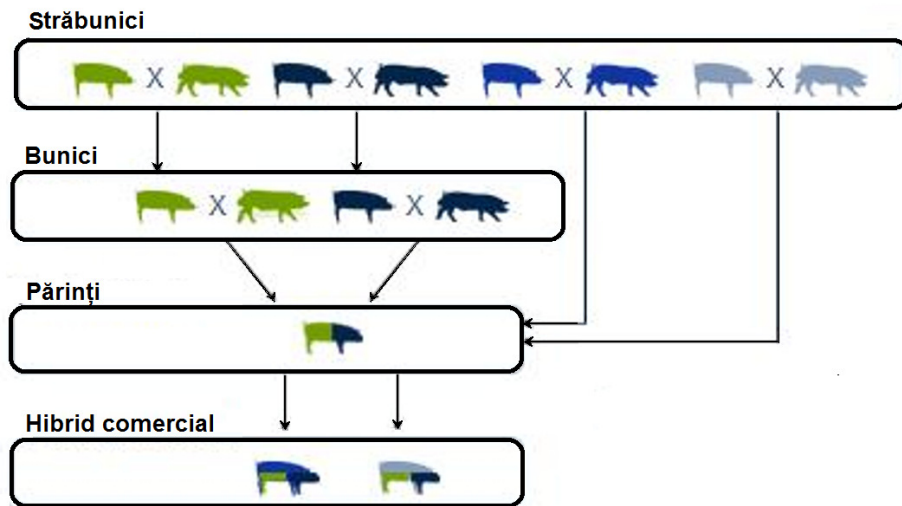 Străbunici
X X X X
Bunici
X X
Părinți
Hibrid comercial